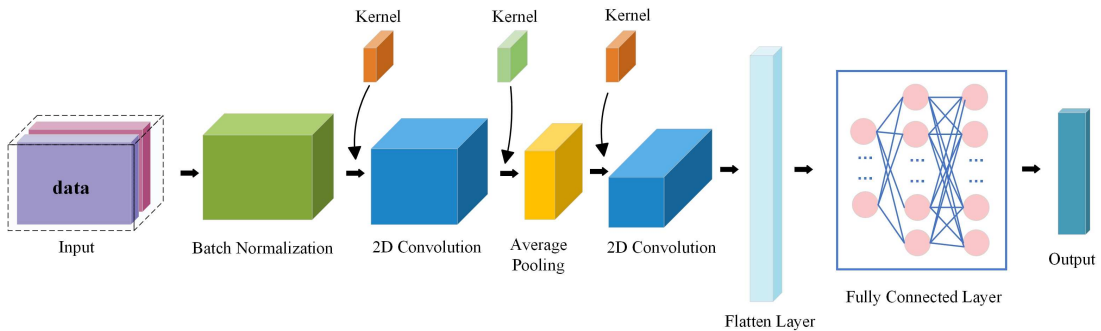 Kernel
Kernel
Kernel
data
...
...
...
...
...
...
Input
Batch Normalization
2D Convolution
Average
Pooling
2D Convolution
Flatten Layer
Fully Connected Layer
Output